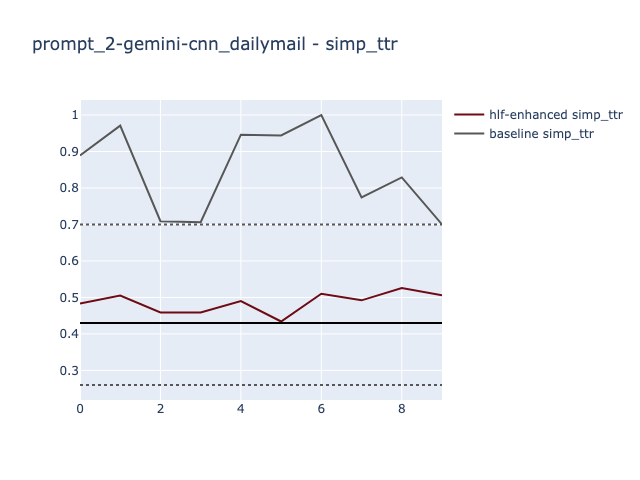 prompt_2-gemini-cnn_dailymail - simp_ttr
hlf-enhanced simp_ttr
baseline simp_ttr
1
0.9
0.8
0.7
0.6
0.5
0.4
0.3
0 2 4 6 8